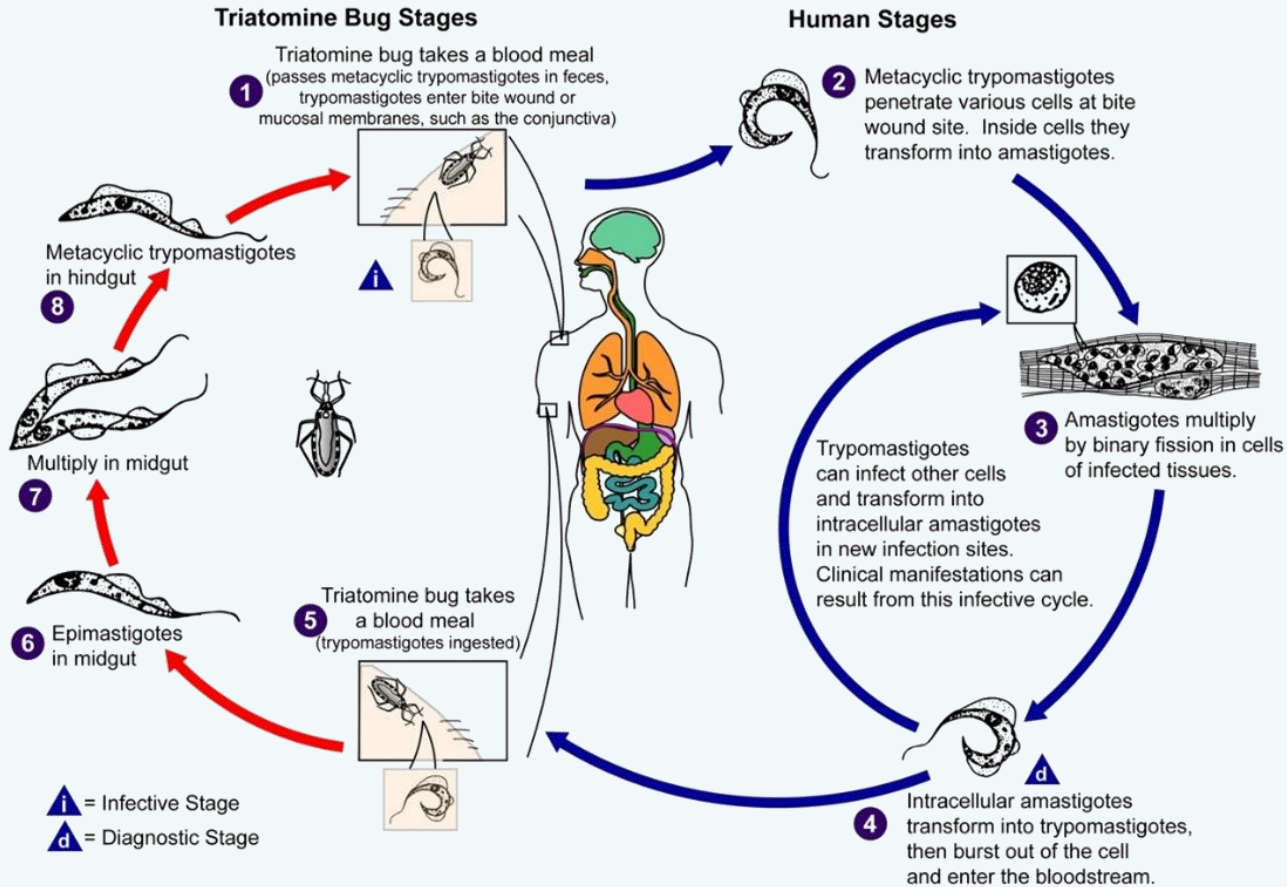 Triatomine Bug Stages
Human Stages
1
Triatomine bug takes a blood meal
(passes metacyclic trypomastigotes in feces,
trypomastigotes enter bite wound or
mucosal membranes, such as the conjunctiva)
i
2
Metacyclic trypomastigotes
penetrate various cells at bite
wound site. Inside cells they
transform into amastigotes.
3
Amastigotes multiply
by binary fission in cells
of infected tissues.
Trypomastigotes
can infect other cells
and transform into
intracellular amastigotes
in new infection sites.
Clinical manifestations can
result from this infective cycle.
d
4
Intracellular amastigotes
transform into trypomastigotes,
then burst out of the cell
and enter the bloodstream.
5
Triatomine bug takes
a blood meal
(trypomastigotes ingested)
6
Epimastigotes
in midgut
Multiply in midgut
7
Metacyclic trypomastigotes
in hindgut
8
i = Infective Stage
d = Diagnostic Stage